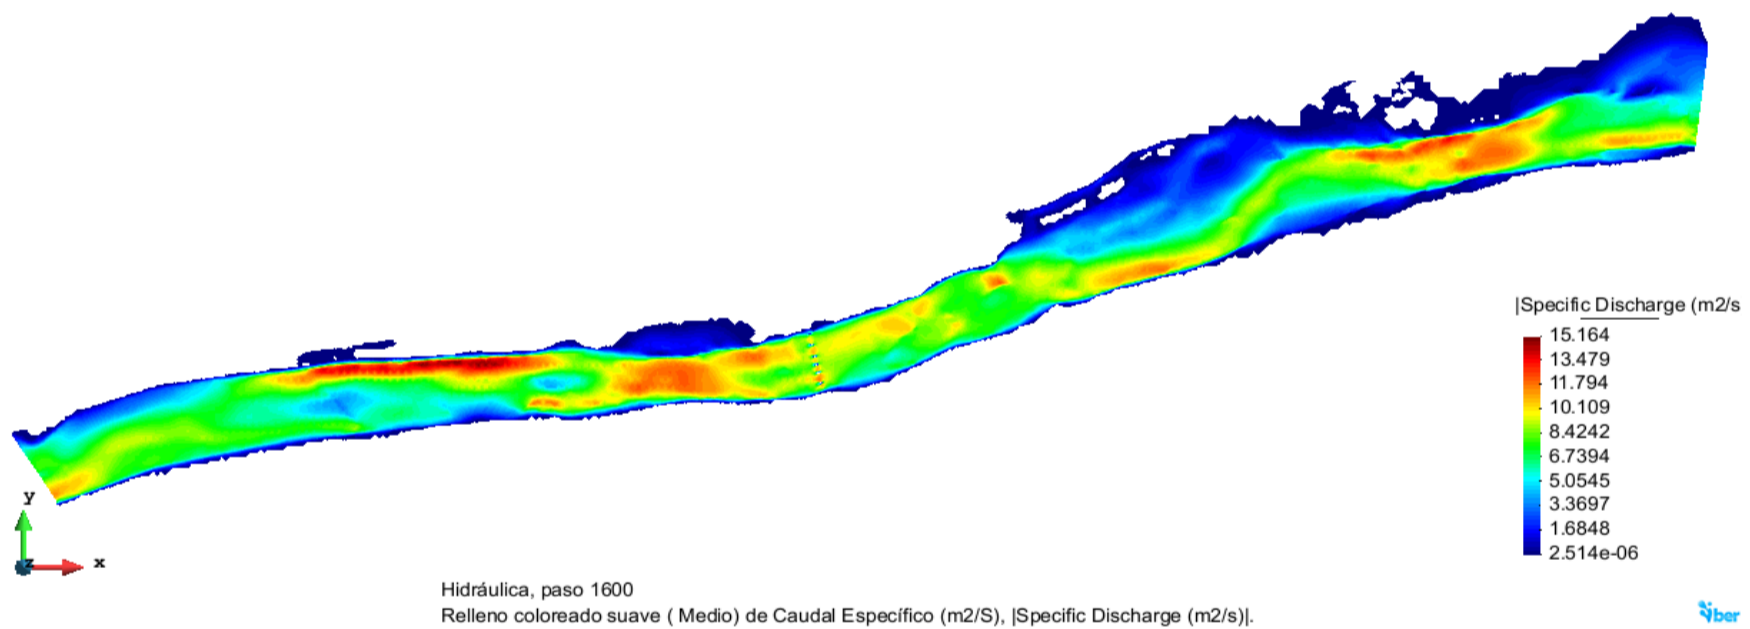 |Specific Discharge (m2/s
15.164
13.479
11.794
10.109
8.4242
6.7394
5.0545
3.3697
1.6848
2.514e-06
y
z
x
Hidráulica, paso 1600
Relleno coloreado suave ( Medio) de Caudal Específico (m2/S), |Specific Discharge (m2/s)|.
iber